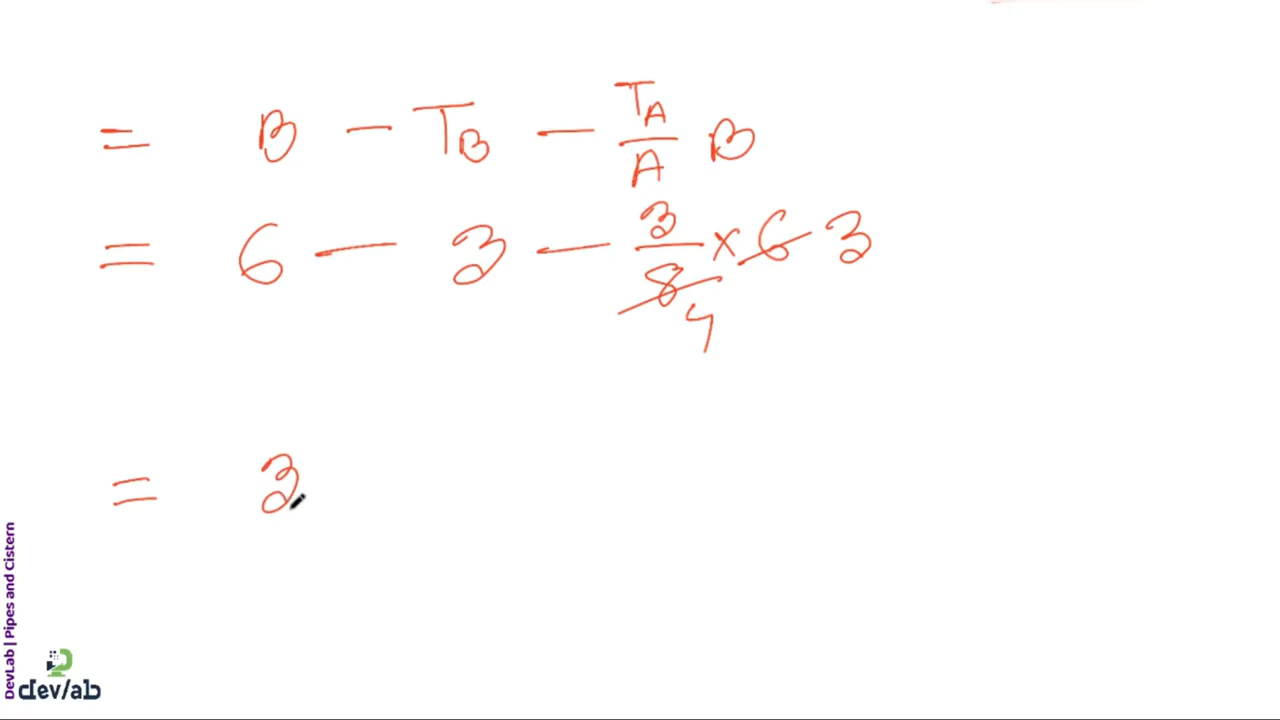 = B − T_B − T_A/A B
= 6 − 3 − 3/8 × 6 3
4
= 3
DevLab | Pipes and Cistern
dev/ab